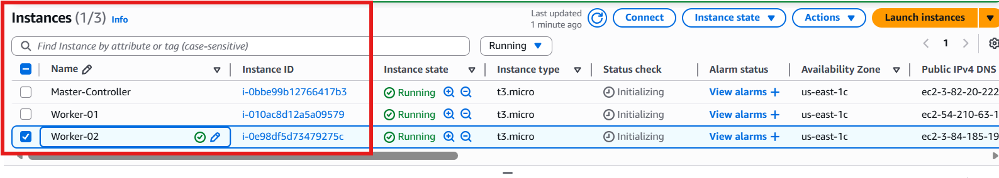 Instances (1/3) Info
Last updated
1 minute ago
Connect
Instance state
Actions
Launch instances
Find Instance by attribute or tag (case-sensitive)
Running
1
Name Instance ID Instance state Instance type Status check Alarm status Availability Zone Public IPv4 DNS
Master-Controller i-0bbe99b12766417b3 Running t3.micro Initializing View alarms + us-east-1c ec2-3-82-20-222
Worker-01 i-010ac8d12a5a09579 Running t3.micro Initializing View alarms + us-east-1c ec2-54-210-63-1
Worker-02 i-0e98df5d73479275c Running t3.micro Initializing View alarms + us-east-1c ec2-3-84-185-19